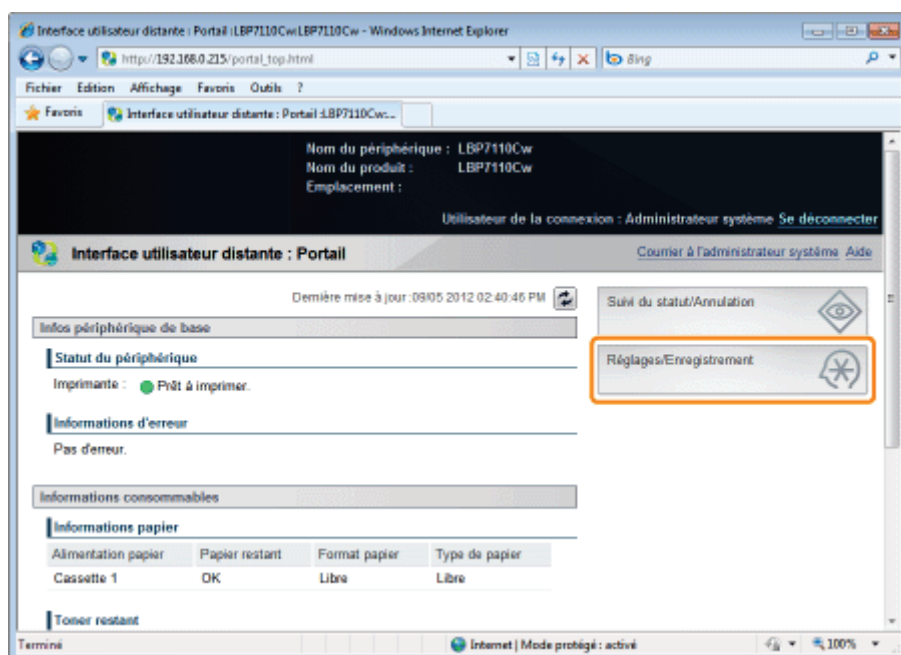 Interface utilisateur distante : Portail :LBP7110Cw:LBP7110Cw - Windows Internet Explorer
http://192.168.0.215/portal_top.html
Bing
Fichier Edition Affichage Favoris Outils ?
Favoris Interface utilisateur distante : Portail :LBP7110Cw:...
Nom du périphérique : LBP7110Cw
Nom du produit : LBP7110Cw
Emplacement :
Utilisateur de la connexion : Administrateur système Se déconnecter
Interface utilisateur distante : Portail
Courrier à l'administrateur système Aide
Dernière mise à jour :09/05 2012 02:40:46 PM
Suivi du statut/Annulation
Infos périphérique de base
Réglages/Enregistrement
Statut du périphérique
Imprimante : Prêt à imprimer.
Informations d'erreur
Pas d'erreur.
Informations consommables
Informations papier
Alimentation papier Papier restant Format papier Type de papier
Cassette 1 OK Libre Libre
Toner restant
Terminé Internet | Mode protégé : activé 100%